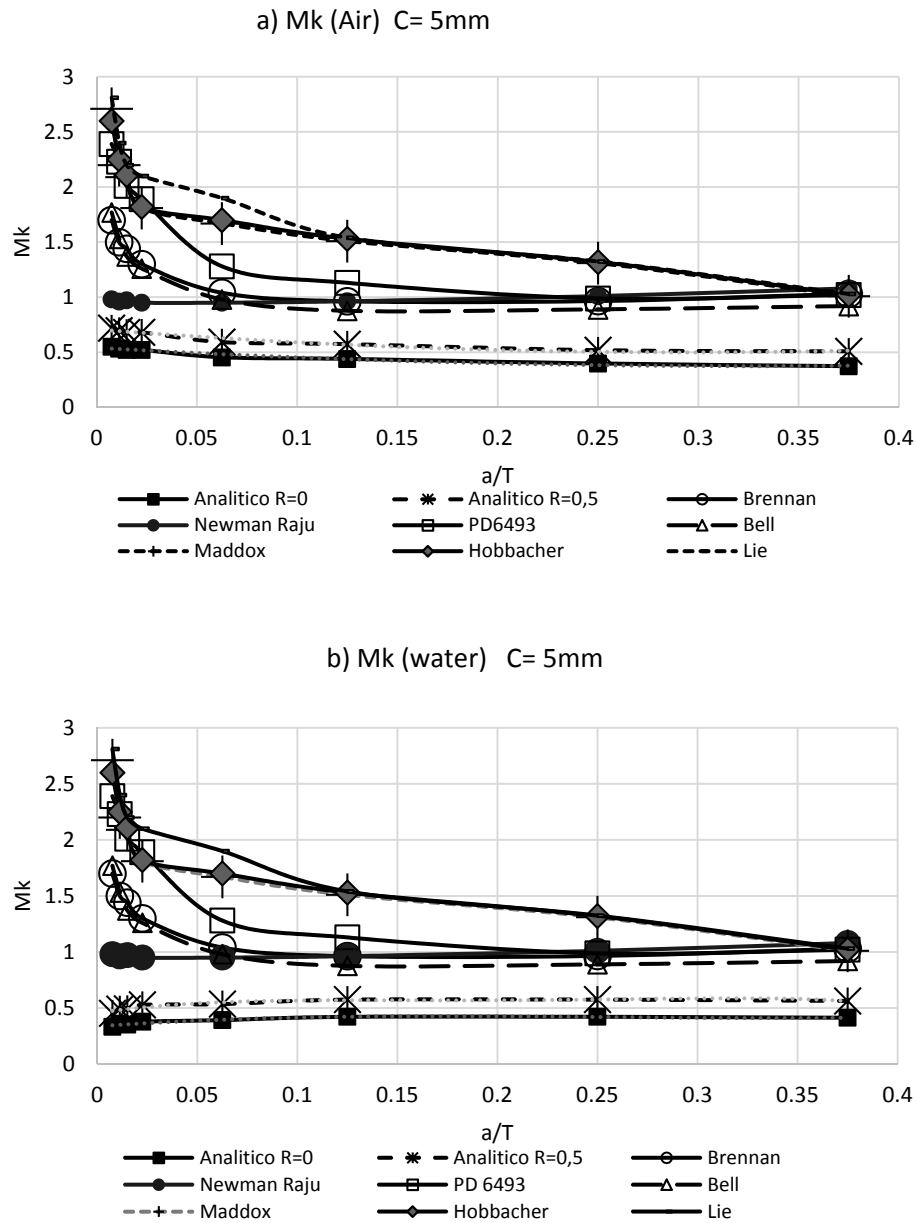 a) Mk (Air) C= 5mm
3
2.5
2
1.5
1
0.5
0
Mk
0 0.05 0.1 0.15 0.2 0.25 0.3 0.35 0.4
a/T
Analitico R=0 Analitico R=0,5 Brennan
Newman Raju PD6493 Bell
Maddox Hobbacher Lie
b) Mk (water) C= 5mm
3
2.5
2
1.5
1
0.5
0
Mk
0 0.05 0.1 0.15 0.2 0.25 0.3 0.35 0.4
a/T
Analitico R=0 Analitico R=0,5 Brennan
Newman Raju PD 6493 Bell
Maddox Hobbacher Lie